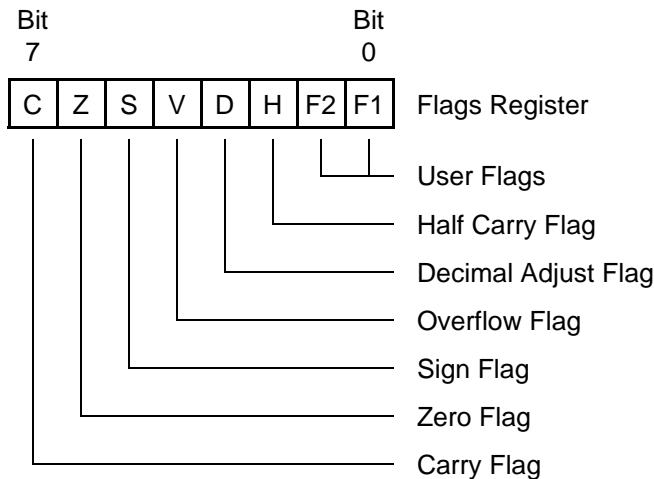 Bit Bit
7 0
C Z S V D H F2 F1 Flags Register
User Flags
Half Carry Flag
Decimal Adjust Flag
Overflow Flag
Sign Flag
Zero Flag
Carry Flag